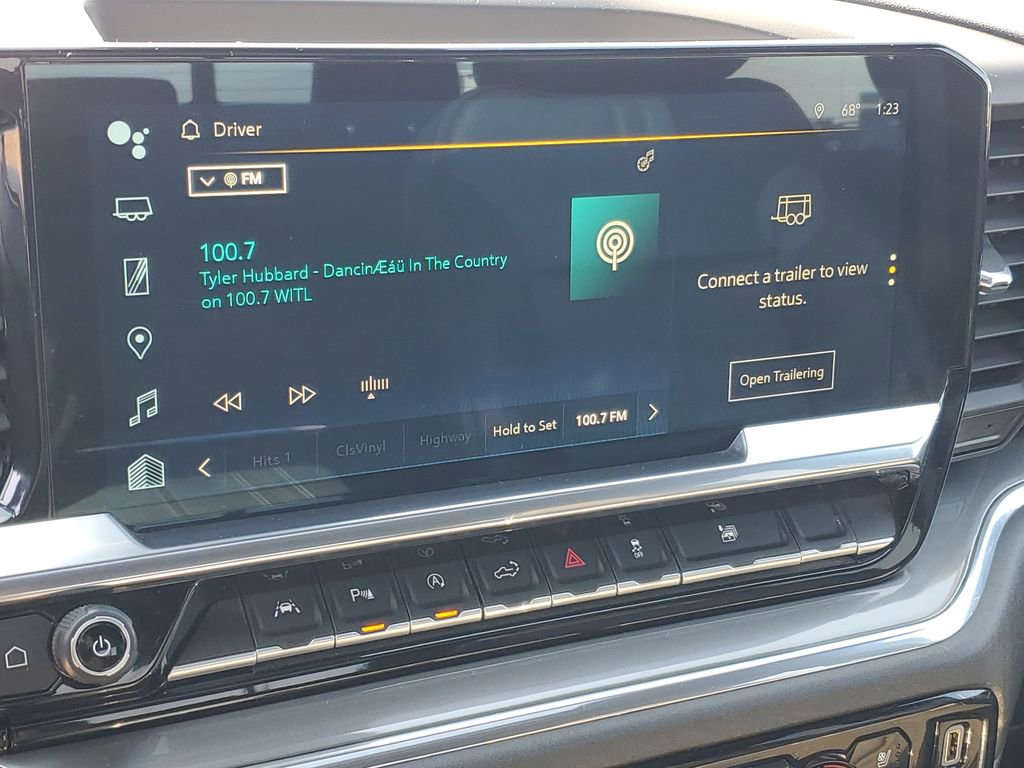 Driver
68° 1:23
FM
100.7
Tyler Hubbard - DancinÆáü In The Country
on 100.7 WITL
Connect a trailer to view
status.
Open Trailering
Hits 1
ClsVinyl
Highway
Hold to Set
100.7 FM
P
A
OFF